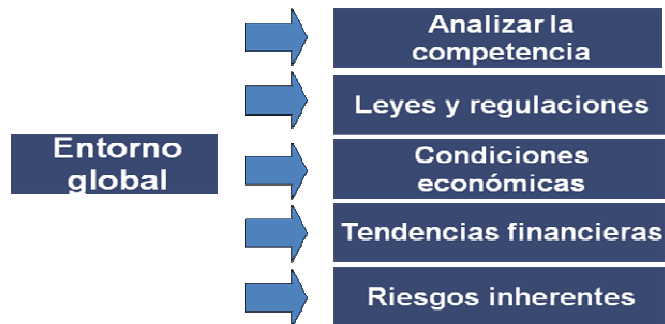 Entorno
global
Analizar la
competencia
Leyes y regulaciones
Condiciones
económicas
Tendencias financieras
Riesgos inherentes